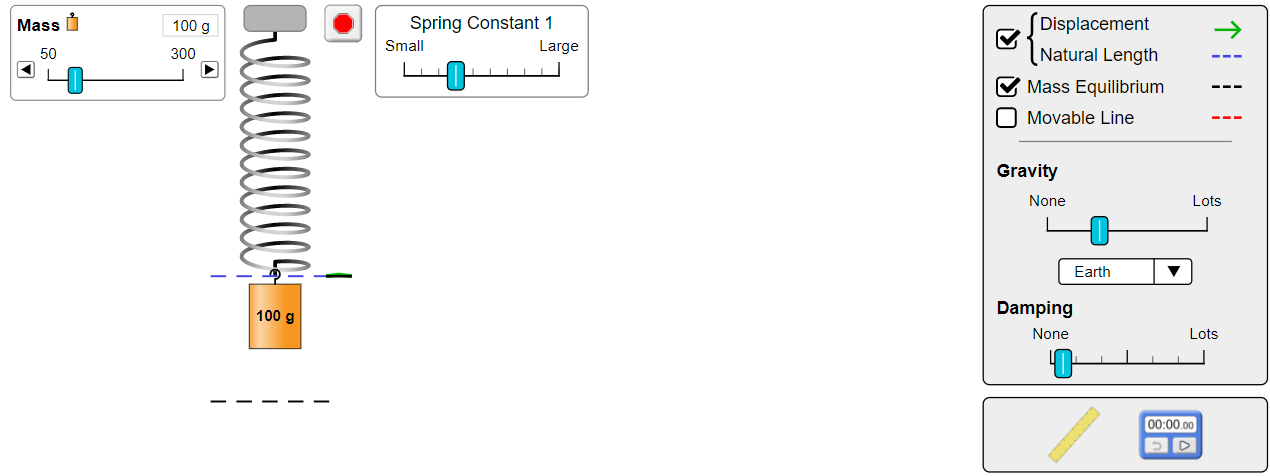 Mass
100 g
50
300
Spring Constant 1
Small
Large
100 g
Displacement
Natural Length
Mass Equilibrium
Movable Line
Gravity
None
Lots
Earth
Damping
None
Lots
00:00.00